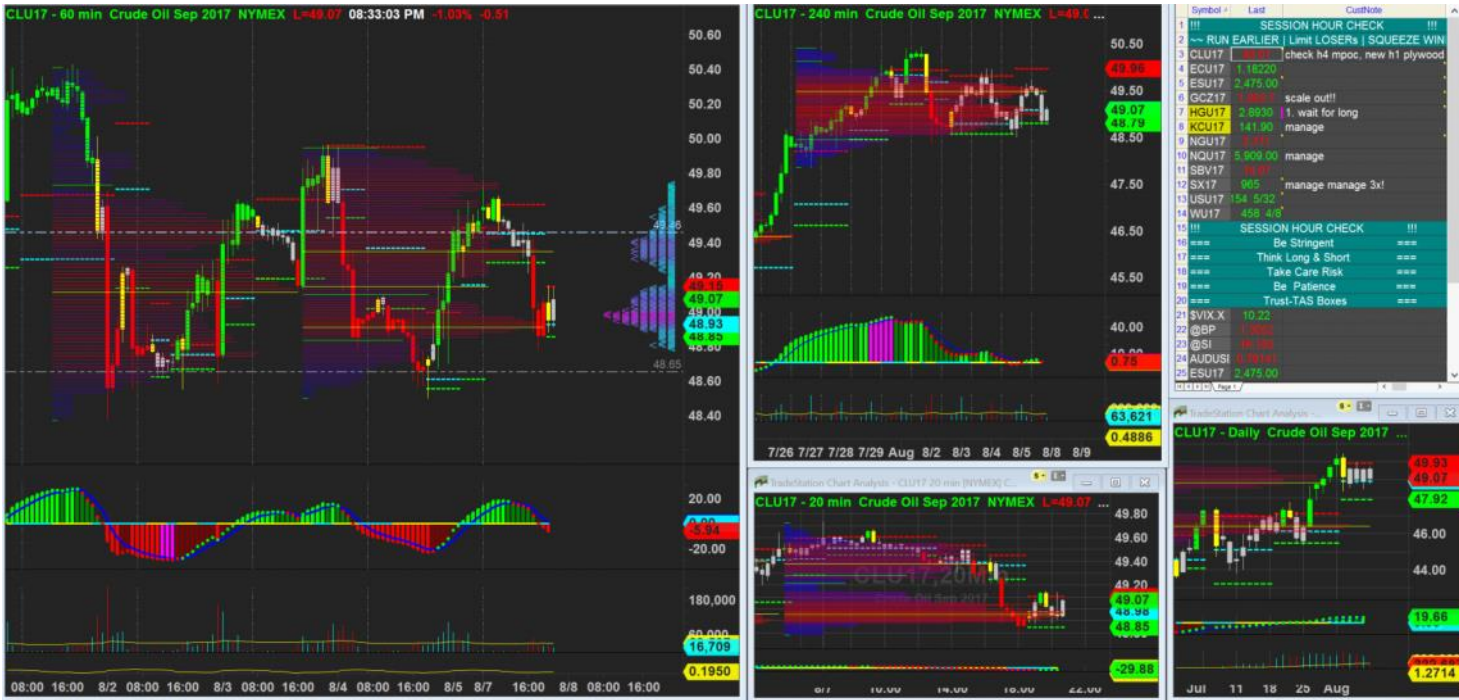 CLU17 - 60 min Crude Oil Sep 2017 NYMEX L=49.07 08:33:03 PM -1.03% -0.51
50.60
50.40
50.20
50.00
49.80
49.60
49.46
49.40
49.20
49.15
49.07
49.00
48.93
48.85
48.80
48.65
48.60
48.40
20.00
-5.94
-20.00
180,000
16,709
0.1950
08:00 16:00 8/2 08:00 16:00 8/3 08:00 16:00 8/4 08:00 16:00 8/5 8/7 16:00 8/8 08:00 16:00
CLU17 - 240 min Crude Oil Sep 2017 NYMEX
50.50
49.96
49.50
49.07
48.79
48.50
47.50
46.50
45.50
40.00
0.75
63,621
0.4886
7/26 7/27 7/28 7/29 Aug 8/2 8/3 8/4 8/5 8/8 8/9
TradeStation Chart Analysis - CLU17 20 min [NYMEX] C...
CLU17 - 20 min Crude Oil Sep 2017 NYMEX L=49.07 ...
49.80
49.60
49.40
49.20
49.07
48.98
48.85
CLU17,20Min
Crude Oil Sep 2017
-29.88
8/7 10:00 14:00 18:00 22:00
Symbol Last CustNote
1 !!! SESSION HOUR CHECK !!!
2 ~~ RUN EARLIER | Limit LOSERs | SQUEEZE WIN
3 CLU17 check h4 mpoc, new h1 plywood
4 ECU17 1.18220
5 ESU17 2,475.00
6 GCZ17 scale out!!
7 HGU17 2.8930 1. wait for long
8 KCU17 141.90 manage
9 NGU17
10 NQU17 5,909.00 manage
11 SBV17
12 SX17 965 manage manage 3x!
13 USU17 154 5/32
14 WU17 458 4/8
15 !!! SESSION HOUR CHECK !!!
16 === Be Stringent ===
17 === Think Long & Short ===
18 === Take Care Risk ===
19 === Be Patience ===
20 === Trust-TAS Boxes ===
21 $VIX.X 10.22
22 @BP
23 @SI
24 AUDUSI
25 ESU17 2,475.00
Page 1
TradeStation Chart Analysis -...
CLU17 - Daily Crude Oil Sep 2017 ...
49.93
49.07
47.92
46.00
44.00
19.66
1.2714
Jul 11 18 25 Aug